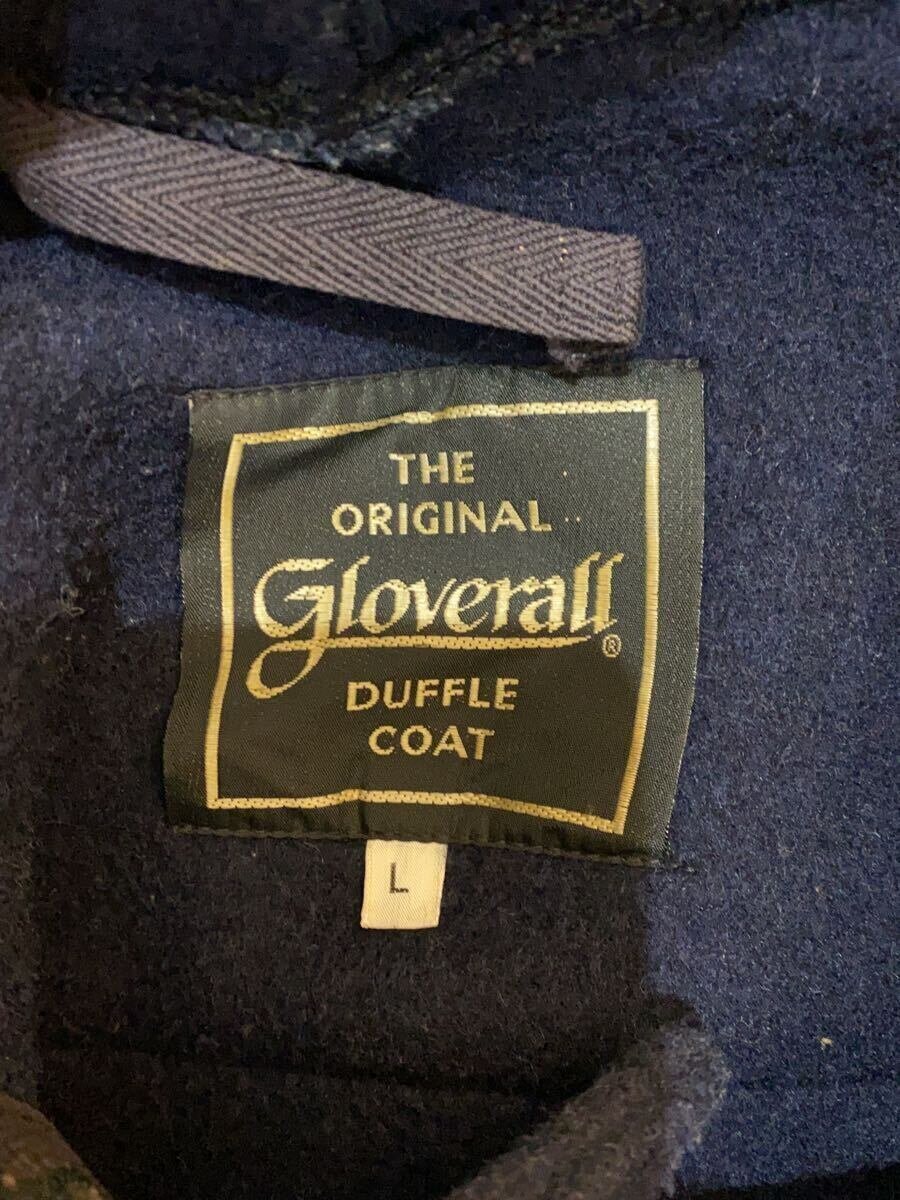 THE
ORIGINAL
Gloverall®
DUFFLE
COAT
L